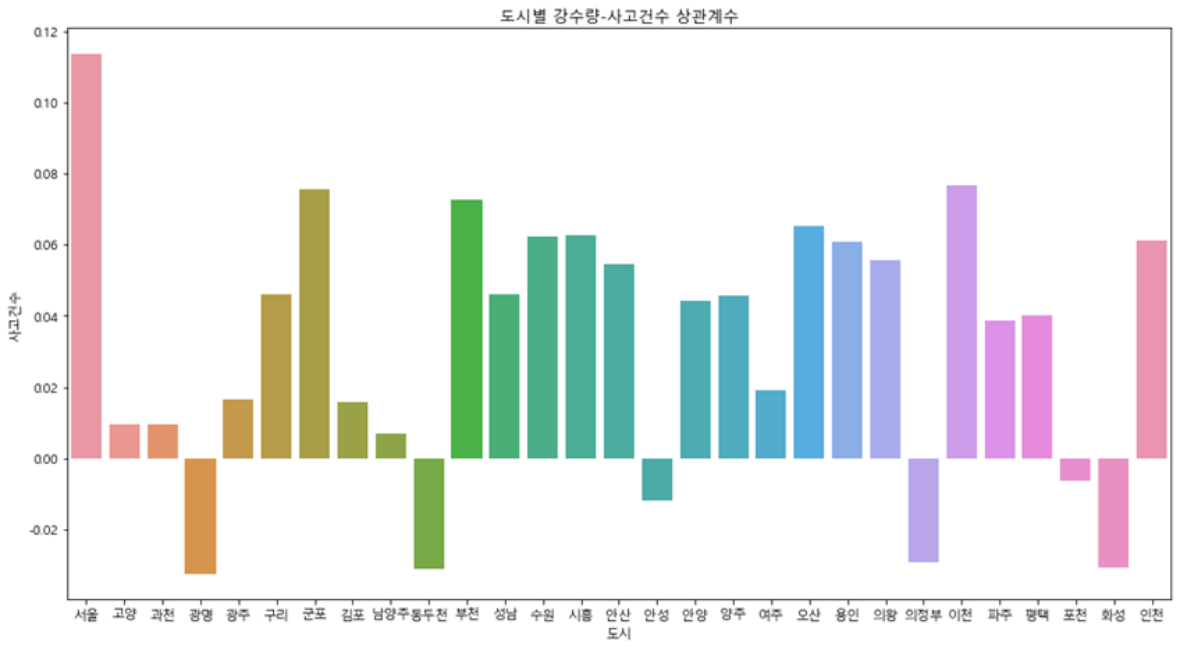 도시별 강수량-사고건수 상관계수
0.12
0.10
0.08
0.06
0.04
0.02
0.00
-0.02
사고건수
서울 고양 과천 광명 광주 구리 군포 김포 남양주 동두천 부천 성남 수원 시흥 안산 안성 안양 양주 여주 오산 용인 의왕 의정부 이천 파주 평택 포천 화성 인천
도시